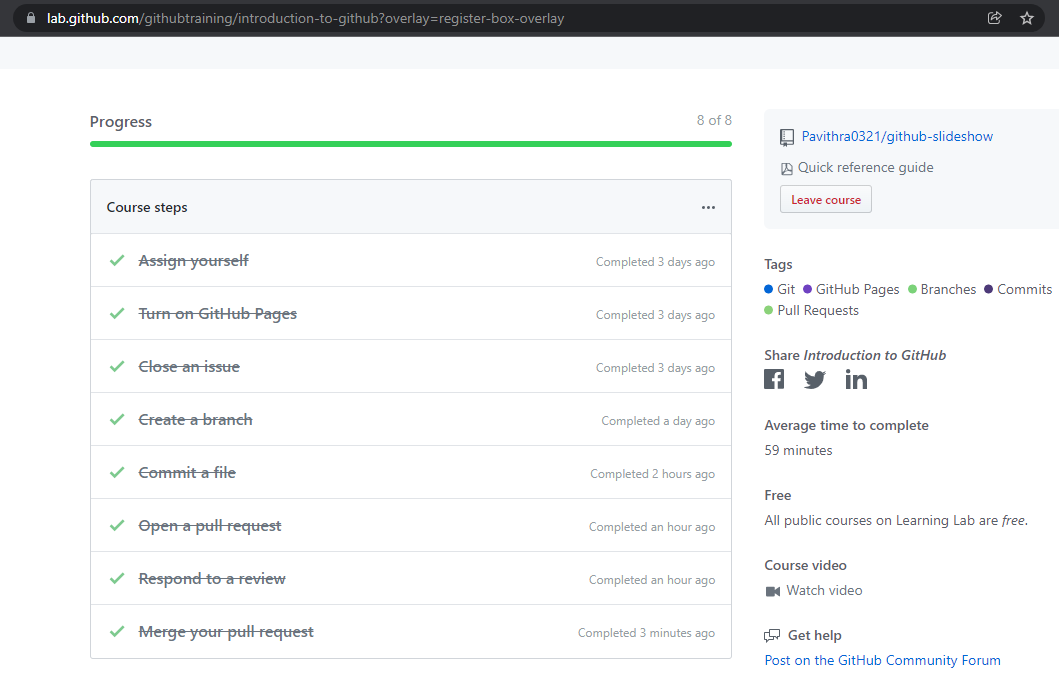 lab.github.com/githubtraining/introduction-to-github?overlay=register-box-overlay
Progress
8 of 8
Course steps
Assign yourself
Completed 3 days ago
Turn on GitHub Pages
Completed 3 days ago
Close an issue
Completed 3 days ago
Create a branch
Completed a day ago
Commit a file
Completed 2 hours ago
Open a pull request
Completed an hour ago
Respond to a review
Completed an hour ago
Merge your pull request
Completed 3 minutes ago
Pavithra0321/github-slideshow
Quick reference guide
Leave course
Tags
Git GitHub Pages Branches Commits
Pull Requests
Share Introduction to GitHub
Average time to complete
59 minutes
Free
All public courses on Learning Lab are free.
Course video
Watch video
Get help
Post on the GitHub Community Forum